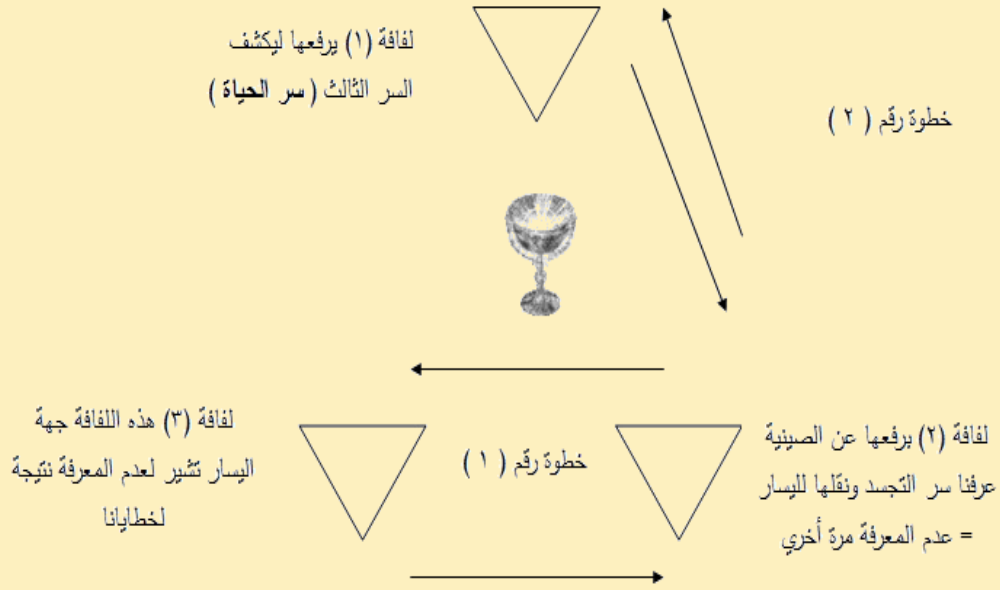 لفافة (١) يرفعها ليكشف
السر الثالث ( سر الحياة )
خطوة رقم ( ٢ )
لفافة (٢) يرفعها عن الصينية
عرفنا سر التجسد ونقلها لليسار
= عدم المعرفة مرة أخري
خطوة رقم ( ١ )
لفافة (٣) هذه اللفافة جهة
اليسار تشير لعدم المعرفة نتيجة
لخطايانا